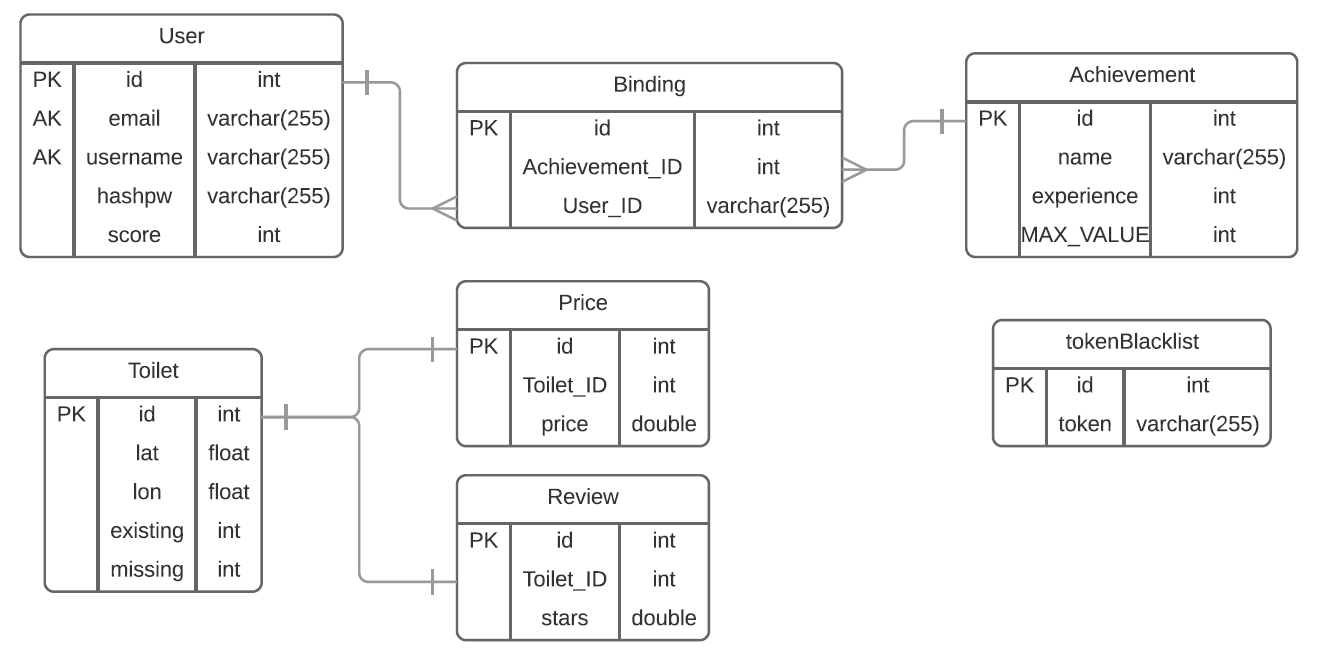 User
PK id int
AK email varchar(255)
AK username varchar(255)
hashpw varchar(255)
score int
Binding
PK id int
Achievement_ID int
User_ID varchar(255)
Achievement
PK id int
name varchar(255)
experience int
MAX_VALUE int
Price
PK id int
Toilet_ID int
price double
tokenBlacklist
PK id int
token varchar(255)
Toilet
PK id int
lat float
lon float
existing int
missing int
Review
PK id int
Toilet_ID int
stars double